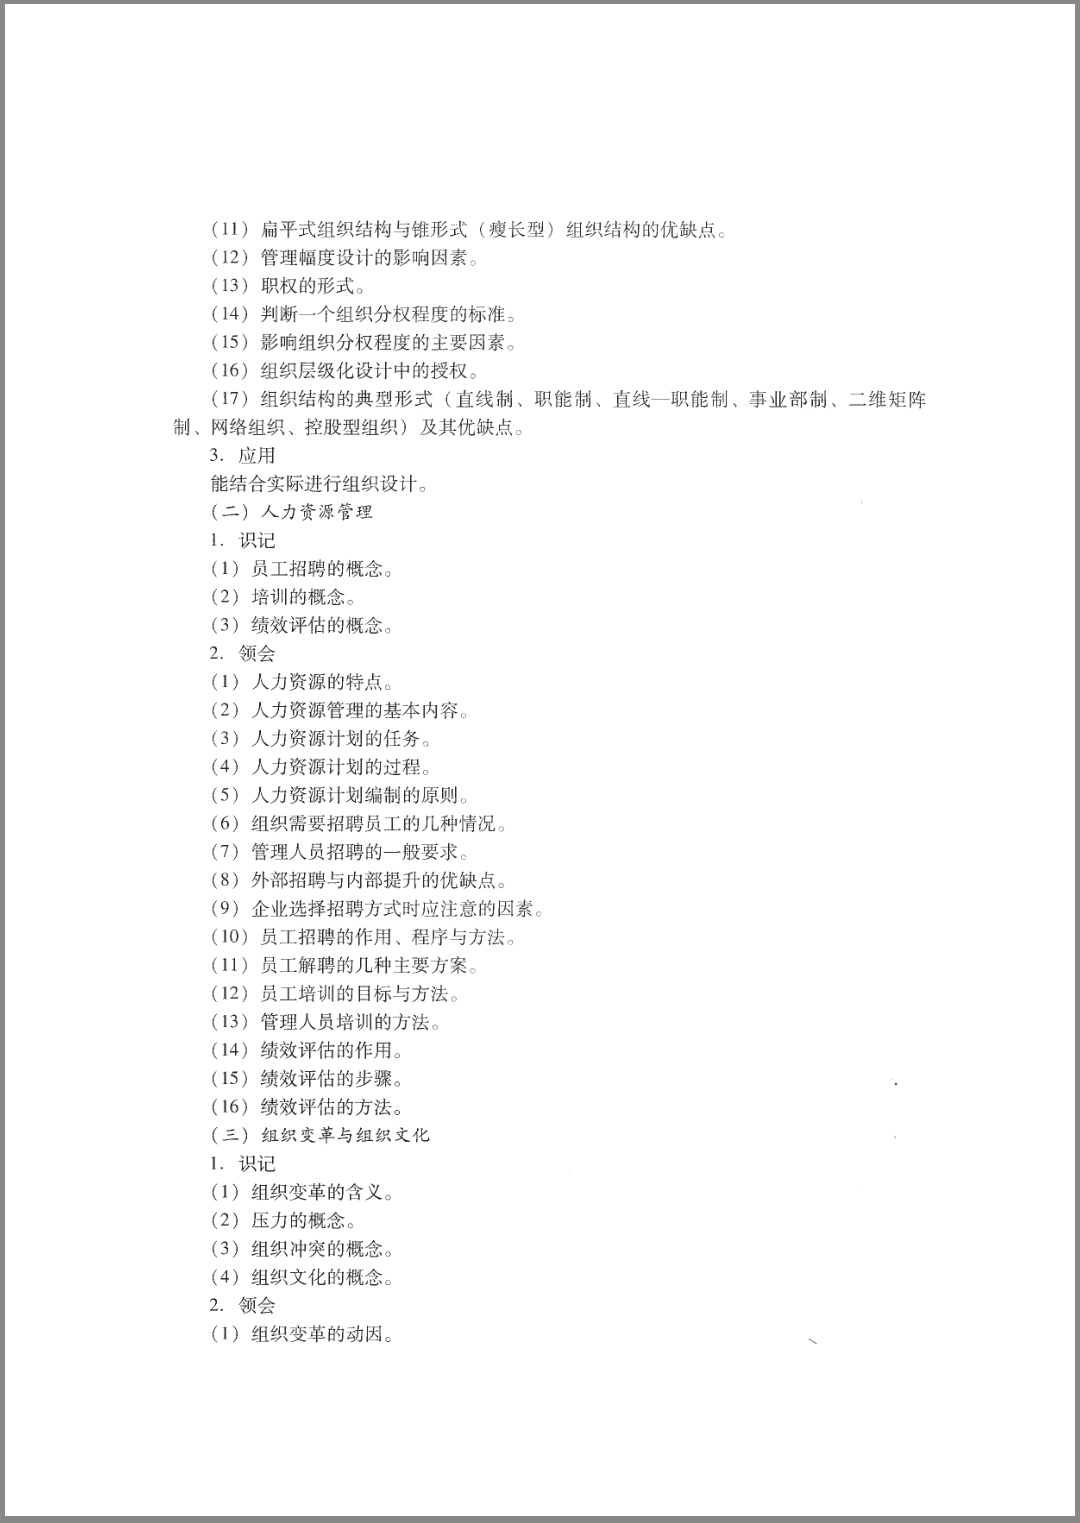 （11）扁平式组织结构与锥形式（瘦长型）组织结构的优缺点。
（12）管理幅度设计的影响因素。
（13）职权的形式。
（14）判断一个组织分权程度的标准。
（15）影响组织分权程度的主要因素。
（16）组织层级化设计中的授权。
（17）组织结构的典型形式（直线制、职能制、直线—职能制、事业部制、二维矩阵
制、网络组织、控股型组织）及其优缺点。
3．应用
能结合实际进行组织设计。
（二）人力资源管理
1．识记
（1）员工招聘的概念。
（2）培训的概念。
（3）绩效评估的概念。
2．领会
（1）人力资源的特点。
（2）人力资源管理的基本内容。
（3）人力资源计划的任务。
（4）人力资源计划的过程。
（5）人力资源计划编制的原则。
（6）组织需要招聘员工的几种情况。
（7）管理人员招聘的一般要求。
（8）外部招聘与内部提升的优缺点。
（9）企业选择招聘方式时应注意的因素。
（10）员工招聘的作用、程序与方法。
（11）员工解聘的几种主要方案。
（12）员工培训的目标与方法。
（13）管理人员培训的方法。
（14）绩效评估的作用。
（15）绩效评估的步骤。
（16）绩效评估的方法。
（三）组织变革与组织文化
1．识记
（1）组织变革的含义。
（2）压力的概念。
（3）组织冲突的概念。
（4）组织文化的概念。
2．领会
（1）组织变革的动因。